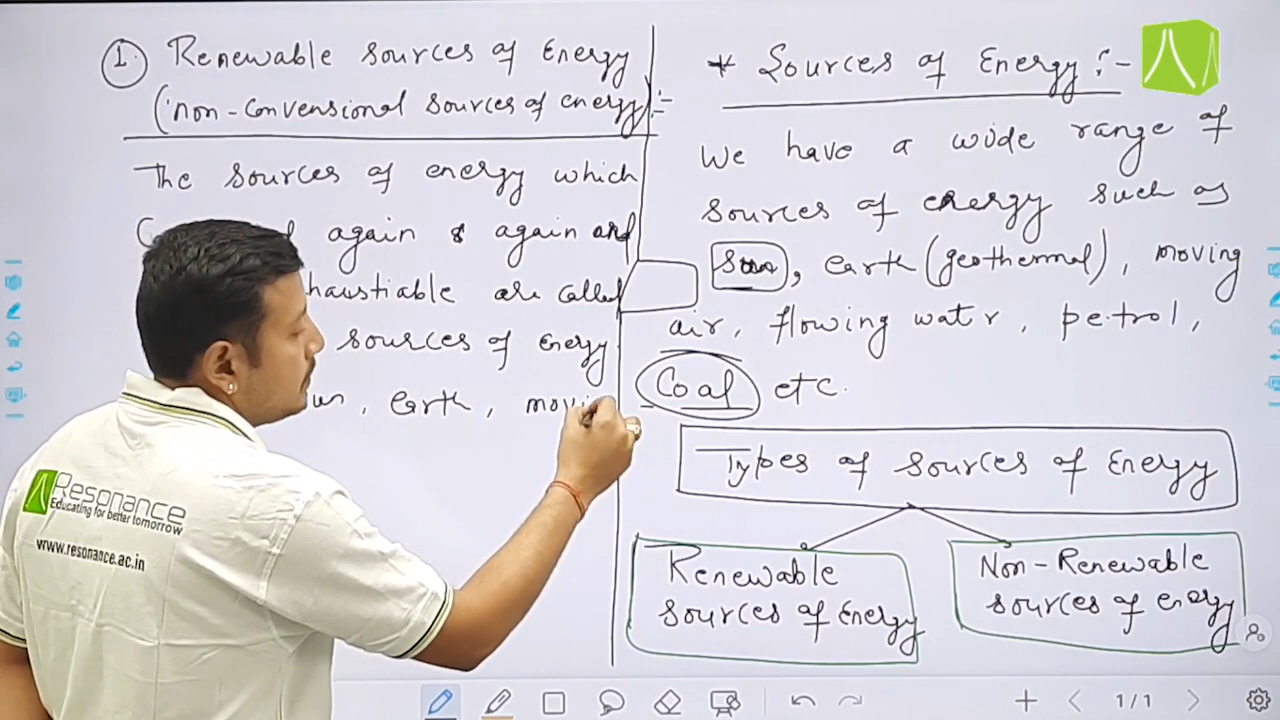 1. Renewable sources of Energy
(non-Convensional sources of energy):-
The sources of energy which
again & again and
haustiable are called
sources of Energy
, Earth, movin
* Sources of Energy:-
We have a wide range of
sources of energy such as
Sun, earth (geothermal), moving
air, flowing water, petrol,
Coal etc.
Types of sources of Energy
Renewable
sources of Energy
Non-Renewable
sources of energy
Resonance
Educating for better tomorrow
www.resonance.ac.in
1/1